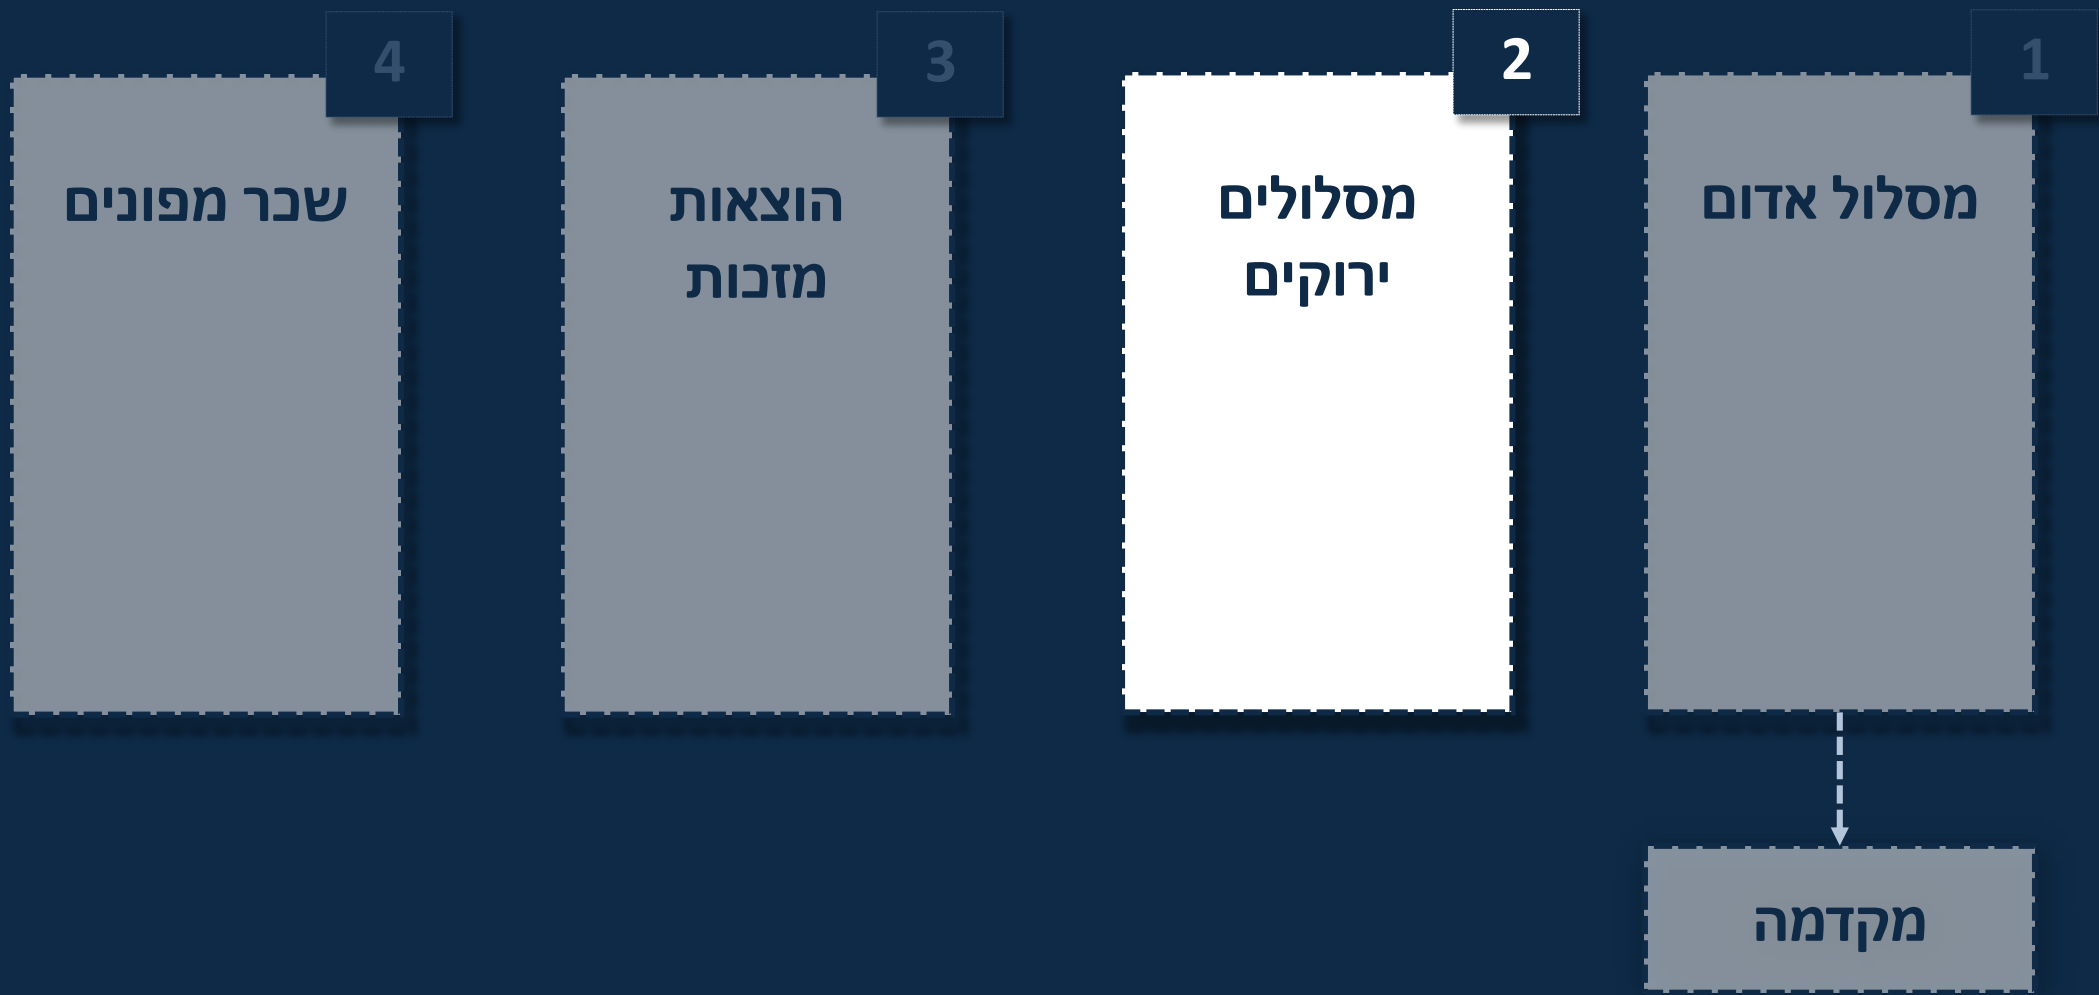 1
מסלול אדום
מקדמה
2
מסלולים
ירוקים
3
הוצאות
מזכות
4
שכר מפונים